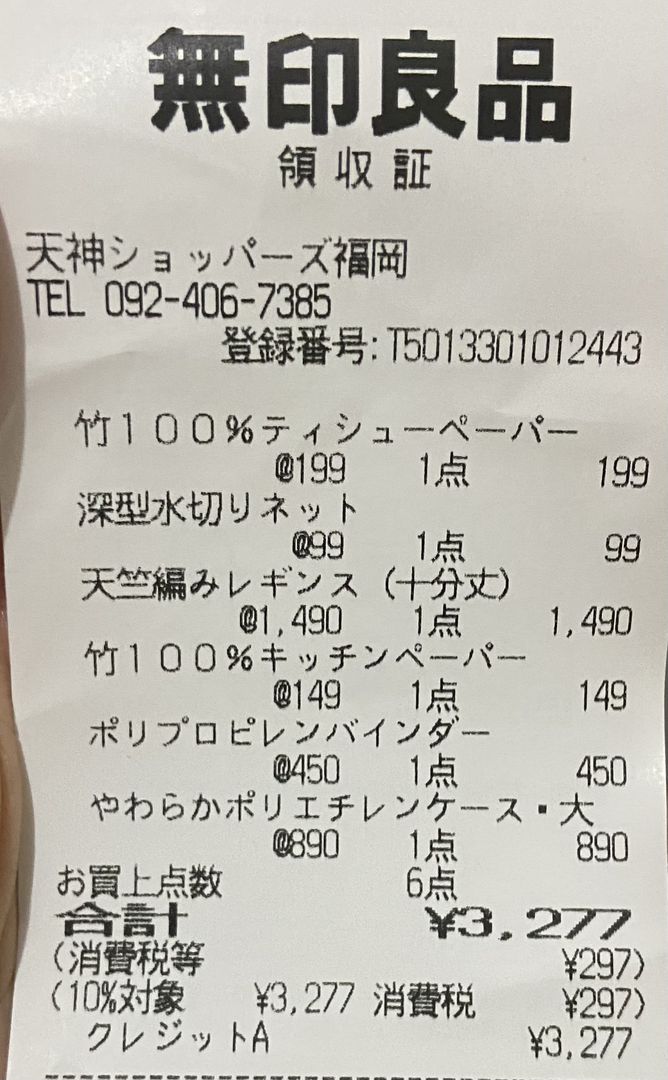 無印良品
領収証
天神ショッパーズ福岡
TEL 092-406-7385
登録番号:T5013301012443
竹100%ティシューペーパー
@199 1点 199
深型水切りネット
@99 1点 99
天竺編みレギンス(十分丈)
@1,490 1点 1,490
竹100%キッチンペーパー
@149 1点 149
ポリプロピレンバインダー
@450 1点 450
やわらかポリエチレンケース・大
@890 1点 890
お買上点数 6点
合計 ¥3,277
(消費税等 ¥297)
(10%対象 ¥3,277 消費税 ¥297)
クレジットA ¥3,277